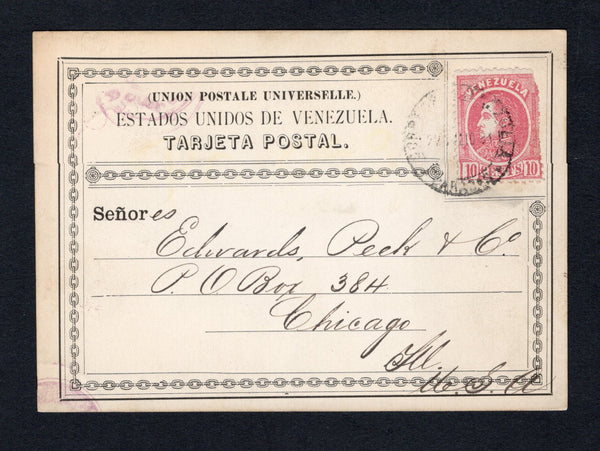 (UNION POSTALE UNIVERSELLE.)
ESTADOS UNIDOS DE VENEZUELA.
TARJETA POSTAL.
VENEZUELA
10 10
Señores
Edwards, Peck & Co
P. O Box 384
Chicago
Ill.
U. S. A